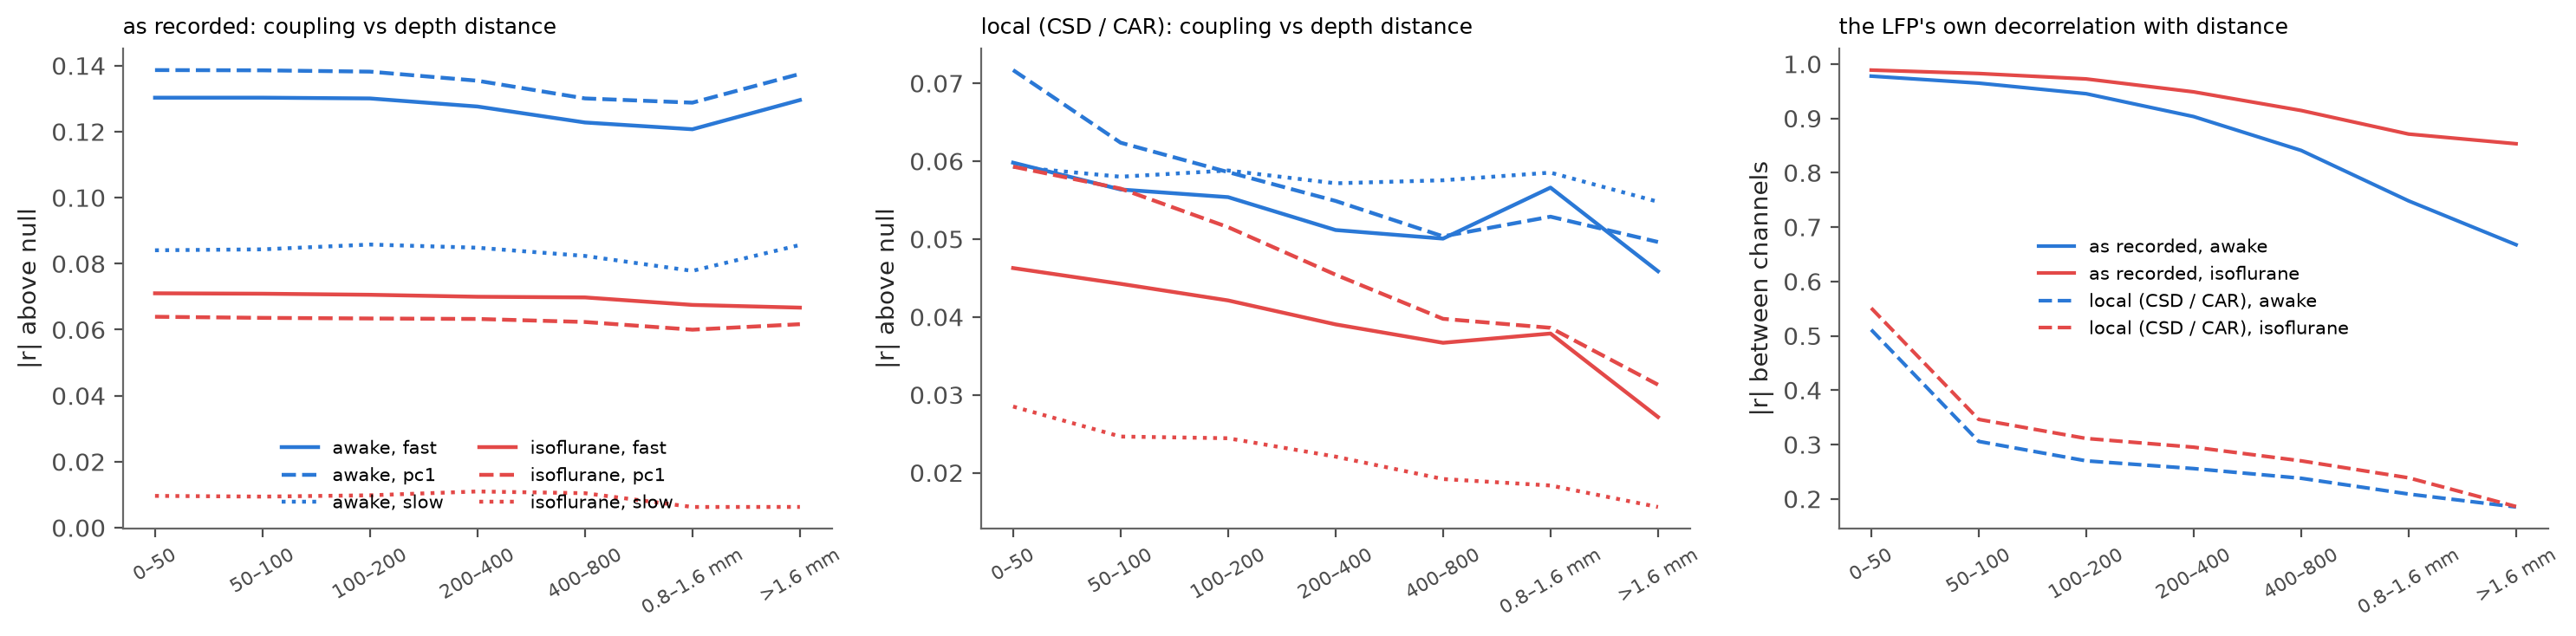 as recorded: coupling vs depth distance
|r| above null
0.14
0.12
0.10
0.08
0.06
0.04
0.02
0.00
awake, fast
awake, pc1
awake, slow
isoflurane, fast
isoflurane, pc1
isoflurane, slow
0–50
50–100
100–200
200–400
400–800
0.8–1.6 mm
>1.6 mm
local (CSD / CAR): coupling vs depth distance
|r| above null
0.07
0.06
0.05
0.04
0.03
0.02
0–50
50–100
100–200
200–400
400–800
0.8–1.6 mm
>1.6 mm
the LFP's own decorrelation with distance
|r| between channels
1.0
0.9
0.8
0.7
0.6
0.5
0.4
0.3
0.2
as recorded, awake
as recorded, isoflurane
local (CSD / CAR), awake
local (CSD / CAR), isoflurane
0–50
50–100
100–200
200–400
400–800
0.8–1.6 mm
>1.6 mm